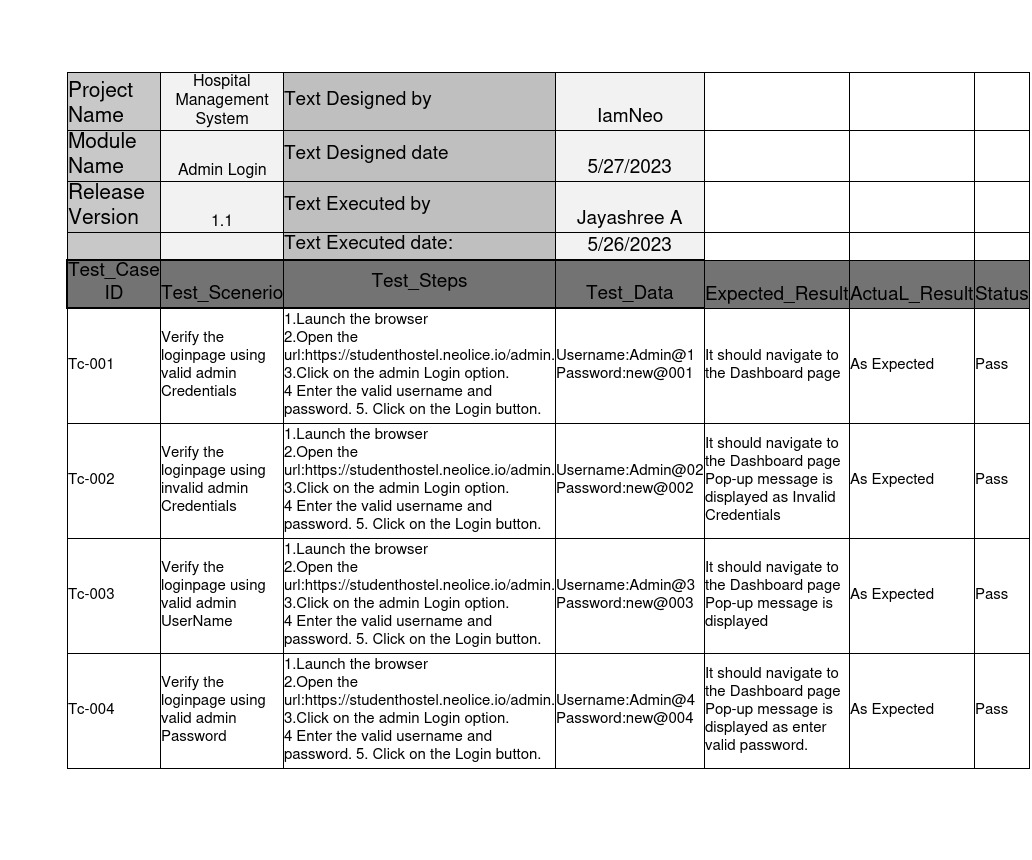 Project
Name
Hospital
Management
System
Text Designed by
IamNeo
Module
Name
Admin Login
Text Designed date
5/27/2023
Release
Version
1.1
Text Executed by
Jayashree A
Text Executed date:
5/26/2023
Test_Case
ID
Test_Scenerio
Test_Steps
Test_Data
Expected_Result
ActuaL_Result
Status
Tc-001
Verify the
loginpage using
valid admin
Credentials
1.Launch the browser
2.Open the
url:https://studenthostel.neolice.io/admin.
3.Click on the admin Login option.
4 Enter the valid username and
password. 5. Click on the Login button.
Username:Admin@1
Password:new@001
It should navigate to
the Dashboard page
As Expected
Pass
Tc-002
Verify the
loginpage using
invalid admin
Credentials
1.Launch the browser
2.Open the
url:https://studenthostel.neolice.io/admin.
3.Click on the admin Login option.
4 Enter the valid username and
password. 5. Click on the Login button.
Username:Admin@02
Password:new@002
It should navigate to
the Dashboard page
Pop-up message is
displayed as Invalid
Credentials
As Expected
Pass
Tc-003
Verify the
loginpage using
valid admin
UserName
1.Launch the browser
2.Open the
url:https://studenthostel.neolice.io/admin.
3.Click on the admin Login option.
4 Enter the valid username and
password. 5. Click on the Login button.
Username:Admin@3
Password:new@003
It should navigate to
the Dashboard page
Pop-up message is
displayed
As Expected
Pass
Tc-004
Verify the
loginpage using
valid admin
Password
1.Launch the browser
2.Open the
url:https://studenthostel.neolice.io/admin.
3.Click on the admin Login option.
4 Enter the valid username and
password. 5. Click on the Login button.
Username:Admin@4
Password:new@004
It should navigate to
the Dashboard page
Pop-up message is
displayed as enter
valid password.
As Expected
Pass